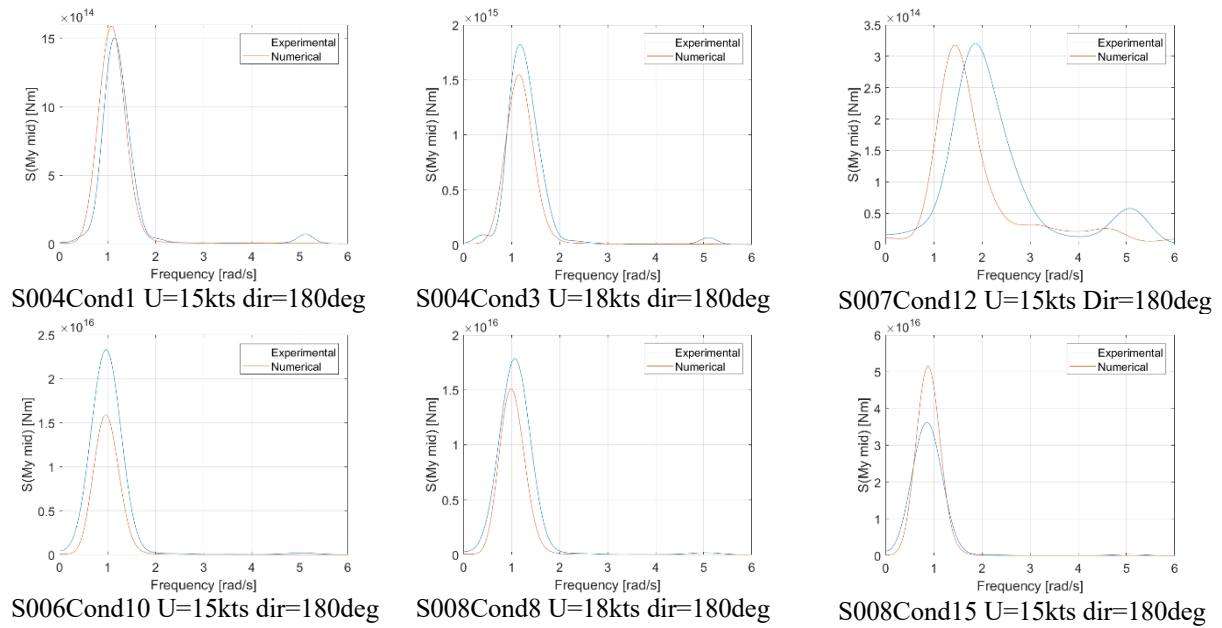 ×10^14
15
10
5
0
0 1 2 3 4 5 6
S(My mid) [Nm]
Frequency [rad/s]
Experimental
Numerical
S004Cond1 U=15kts dir=180deg
×10^15
2
1.5
1
0.5
0
0 1 2 3 4 5 6
S(My mid) [Nm]
Frequency [rad/s]
Experimental
Numerical
S004Cond3 U=18kts dir=180deg
×10^14
3.5
3
2.5
2
1.5
1
0.5
0
0 1 2 3 4 5 6
S(My mid) [Nm]
Frequency [rad/s]
Experimental
Numerical
S007Cond12 U=15kts Dir=180deg
×10^16
2.5
2
1.5
1
0.5
0
0 1 2 3 4 5 6
S(My mid) [Nm]
Frequency [rad/s]
Experimental
Numerical
S006Cond10 U=15kts dir=180deg
×10^16
2
1.5
1
0.5
0
0 1 2 3 4 5 6
S(My mid) [Nm]
Frequency [rad/s]
Experimental
Numerical
S008Cond8 U=18kts dir=180deg
×10^16
6
5
4
3
2
1
0
0 1 2 3 4 5 6
S(My mid) [Nm]
Frequency [rad/s]
Experimental
Numerical
S008Cond15 U=15kts dir=180deg